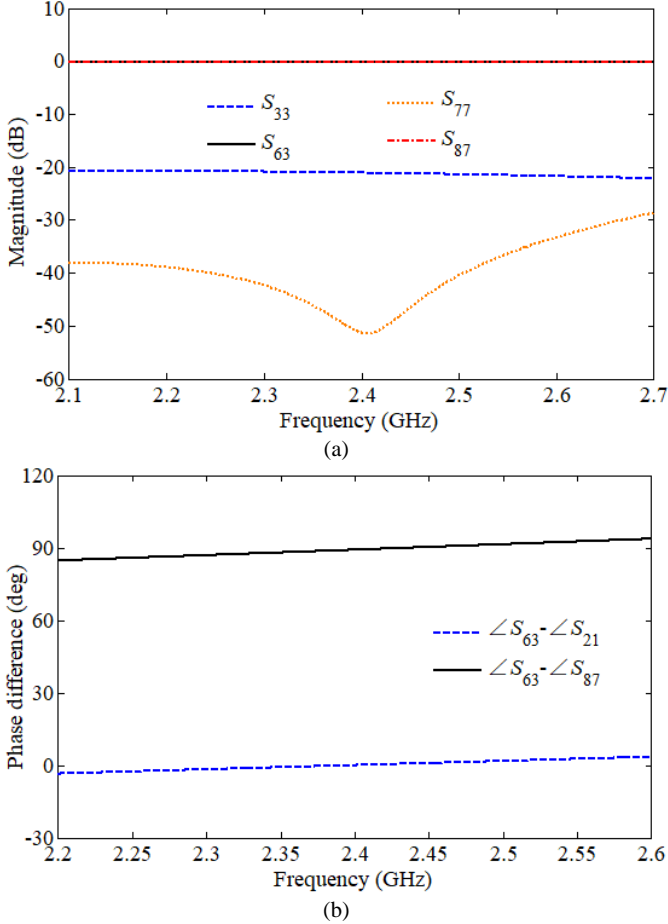 10
0
-10
-20
-30
-40
-50
-60
Magnitude (dB)
S33
S63
S77
S87
2.1 2.2 2.3 2.4 2.5 2.6 2.7
Frequency (GHz)
(a)
120
90
60
30
0
-30
Phase difference (deg)
∠S63-∠S21
∠S63-∠S87
2.2 2.25 2.3 2.35 2.4 2.45 2.5 2.55 2.6
Frequency (GHz)
(b)